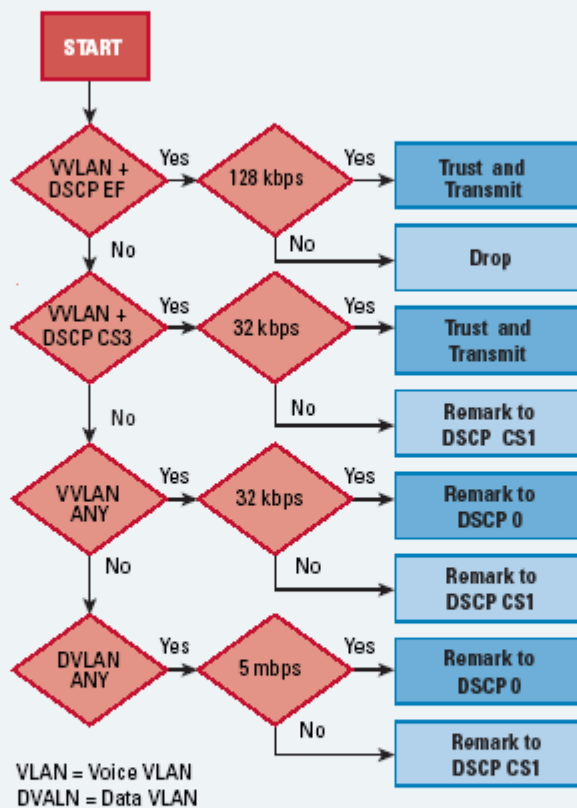 START
VVLAN +
DSCP EF
Yes
128 kbps
Yes
Trust and
Transmit
No
No
Drop
VVLAN +
DSCP CS3
Yes
32 kbps
Yes
Trust and
Transmit
No
No
Remark to
DSCP CS1
VVLAN
ANY
Yes
32 kbps
Yes
Remark to
DSCP 0
No
No
Remark to
DSCP CS1
DVLAN
ANY
Yes
5 mbps
Yes
Remark to
DSCP 0
No
Remark to
DSCP CS1
VLAN = Voice VLAN
DVALN = Data VLAN